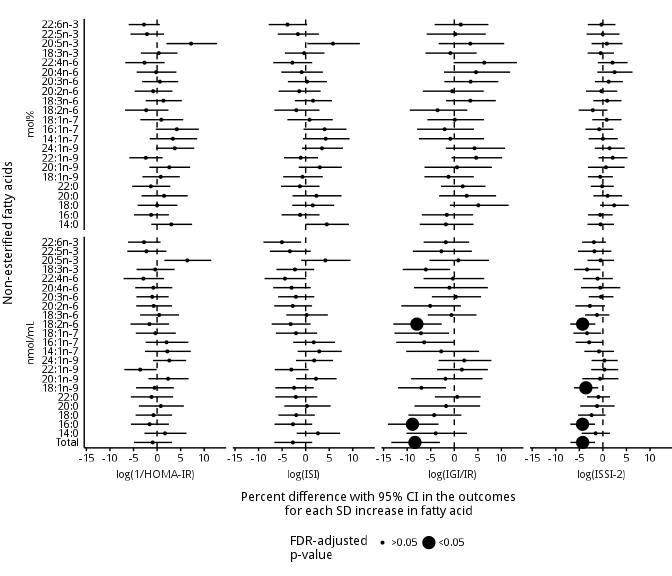 Non-esterified fatty acids
mol%
22:6n-3
22:5n-3
20:5n-3
18:3n-3
22:4n-6
20:4n-6
20:3n-6
20:2n-6
18:3n-6
18:2n-6
18:1n-7
16:1n-7
14:1n-7
24:1n-9
22:1n-9
20:1n-9
18:1n-9
22:0
20:0
18:0
16:0
14:0
nmol/mL
22:6n-3
22:5n-3
20:5n-3
18:3n-3
22:4n-6
20:4n-6
20:3n-6
20:2n-6
18:3n-6
18:2n-6
18:1n-7
16:1n-7
14:1n-7
24:1n-9
22:1n-9
20:1n-9
18:1n-9
22:0
20:0
18:0
16:0
14:0
Total
-15 -10 -5 0 5 10 -15 -10 -5 0 5 10 -15 -10 -5 0 5 10 -15 -10 -5 0 5 10
log(1/HOMA-IR) log(ISI) log(IGI/IR) log(ISSI-2)
Percent difference with 95% CI in the outcomes
for each SD increase in fatty acid
FDR-adjusted
p-value
>0.05 <0.05